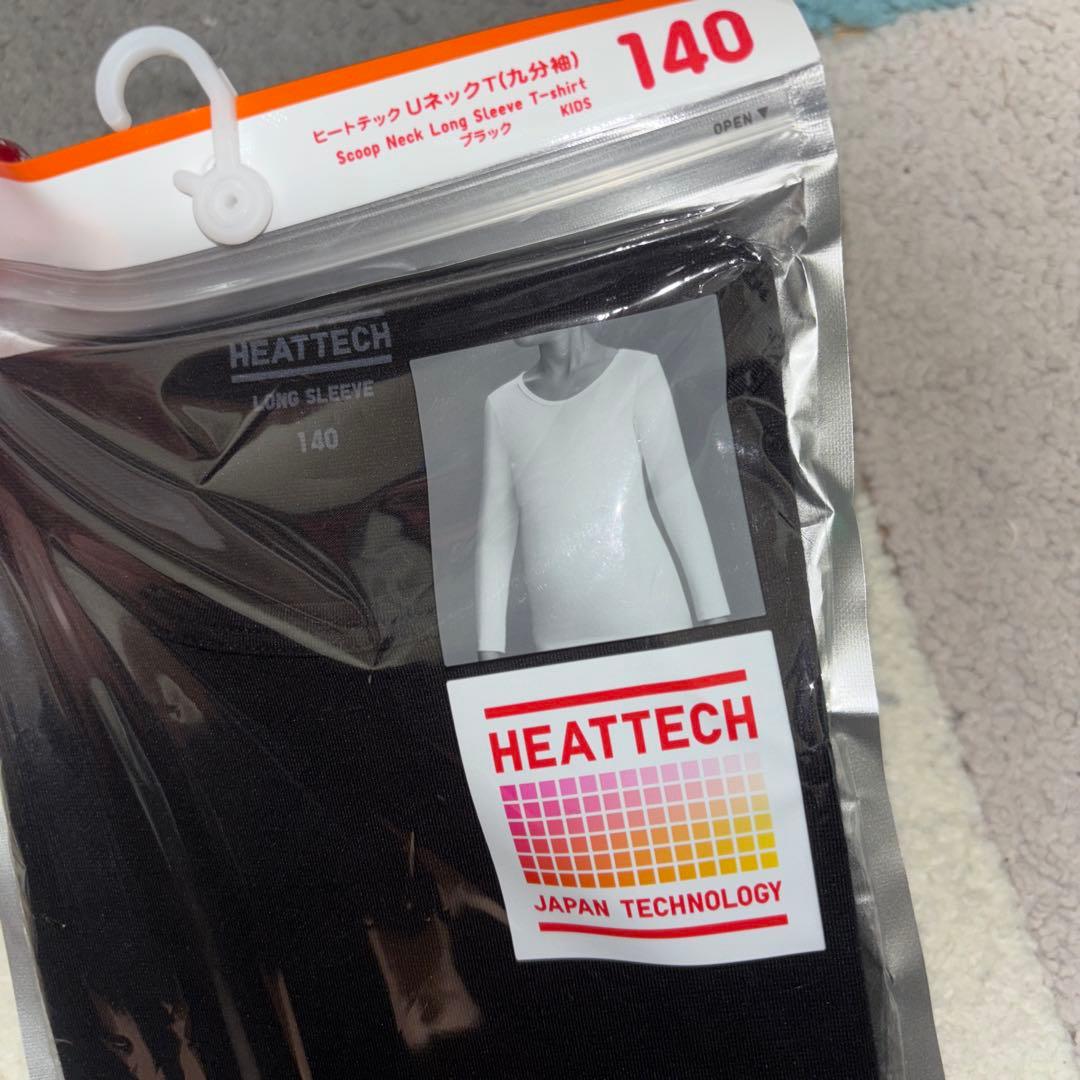 ヒートテック UネックT(九分袖)
Scoop Neck Long Sleeve T-shirt
ブラック KIDS
140
OPEN ▼
HEATTECH
LONG SLEEVE
140
HEATTECH
JAPAN TECHNOLOGY